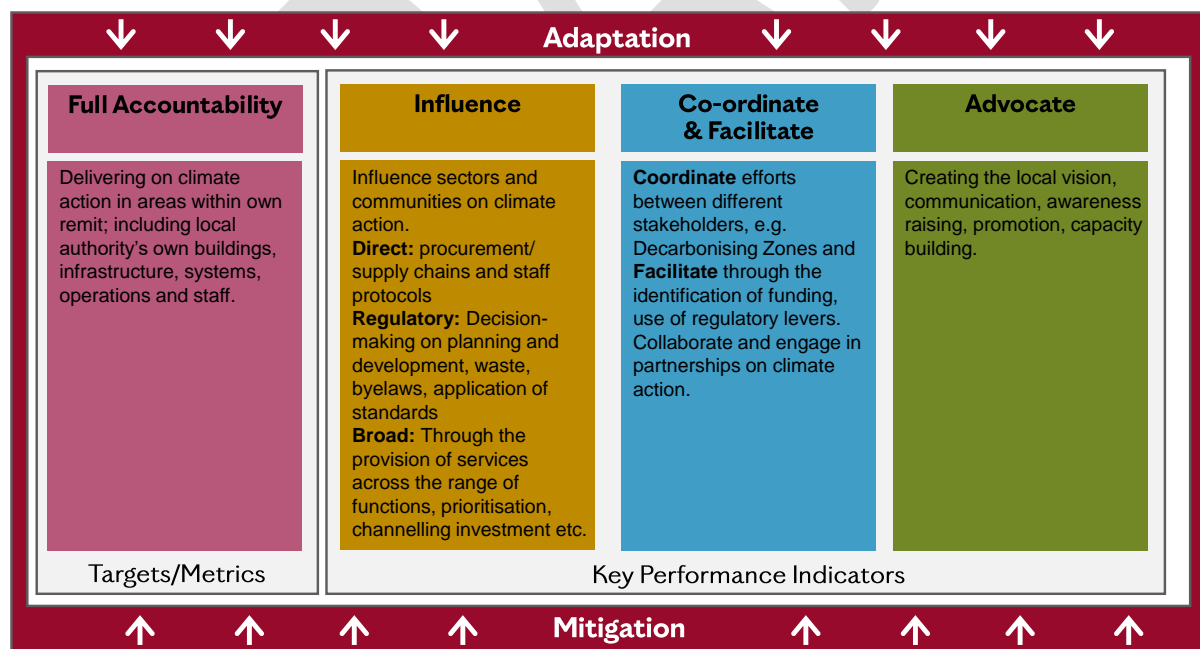 Adaptation
Full Accountability
Delivering on climate
action in areas within own
remit; including local
authority's own buildings,
infrastructure, systems,
operations and staff.
Targets/Metrics
Influence
Influence sectors and
communities on climate
action.
Direct: procurement/
supply chains and staff
protocols
Regulatory: Decision-
making on planning and
development, waste,
byelaws, application of
standards
Broad: Through the
provision of services
across the range of
functions, prioritisation,
channelling investment etc.
Co-ordinate
& Facilitate
Coordinate efforts
between different
stakeholders, e.g.
Decarbonising Zones and
Facilitate through the
identification of funding,
use of regulatory levers.
Collaborate and engage in
partnerships on climate
action.
Advocate
Creating the local vision,
communication, awareness
raising, promotion, capacity
building.
Key Performance Indicators
Mitigation